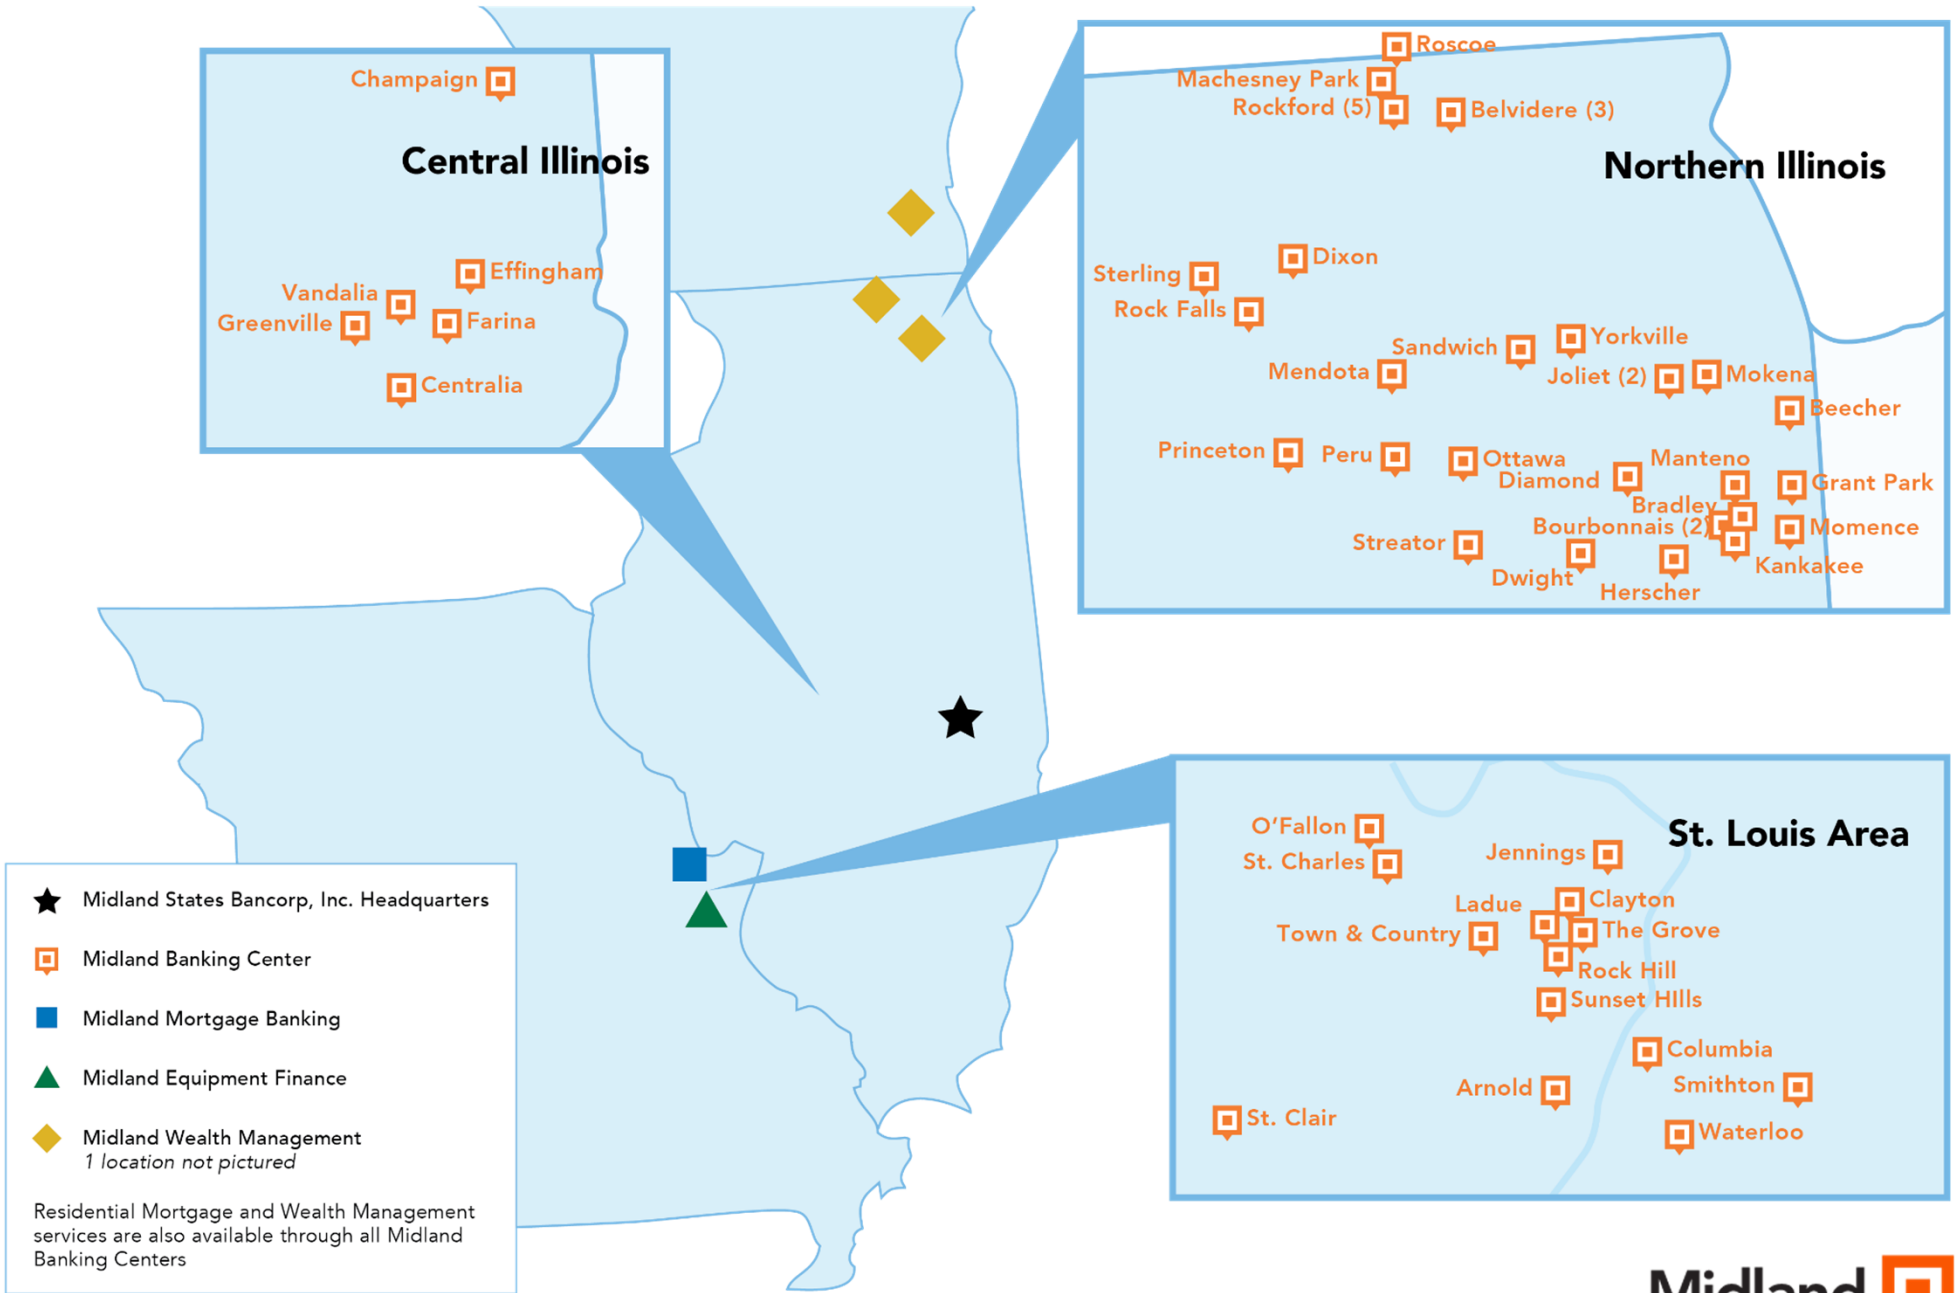 Champaign
Central Illinois
Effingham
Vandalia
Greenville
Farina
Centralia
Roscoe
Machesney Park
Rockford (5)
Belvidere (3)
Northern Illinois
Dixon
Sterling
Rock Falls
Yorkville
Sandwich
Mendota
Joliet (2)
Mokena
Beecher
Princeton
Peru
Ottawa
Manteno
Diamond
Grant Park
Bradley
Bourbonnais (2)
Momence
Streator
Kankakee
Dwight
Herscher
O'Fallon
St. Louis Area
St. Charles
Jennings
Clayton
Ladue
The Grove
Town & Country
Rock Hill
Sunset HIlls
Columbia
Smithton
Arnold
St. Clair
Waterloo
Midland States Bancorp, Inc. Headquarters
Midland Banking Center
Midland Mortgage Banking
Midland Equipment Finance
Midland Wealth Management
1 location not pictured
Residential Mortgage and Wealth Management
services are also available through all Midland
Banking Centers
Midland